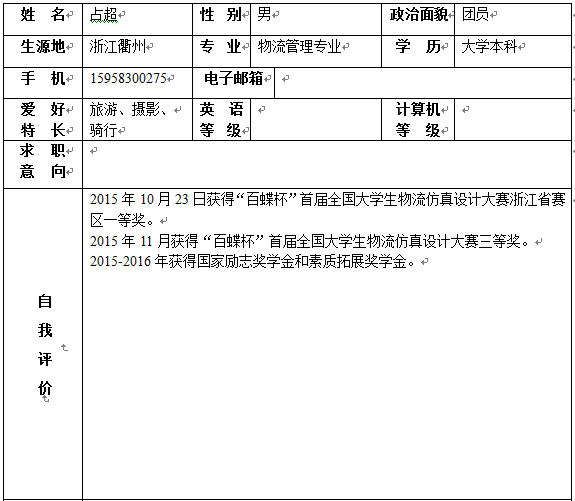 姓 名 占超 性 别 男 政治面貌 团员
生源地 浙江衢州 专 业 物流管理专业 学 历 大学本科
手 机 15958300275 电子邮箱
爱 好 旅游、摄影、 英 语 计算机
特 长 骑行 等 级 等 级
求 职
意 向
2015 年 10 月 23 日获得“百蝶杯”首届全国大学生物流仿真设计大赛浙江省赛
区一等奖。
2015 年 11 月获得“百蝶杯”首届全国大学生物流仿真设计大赛三等奖。
2015-2016 年获得国家励志奖学金和素质拓展奖学金。
自
我
评
价